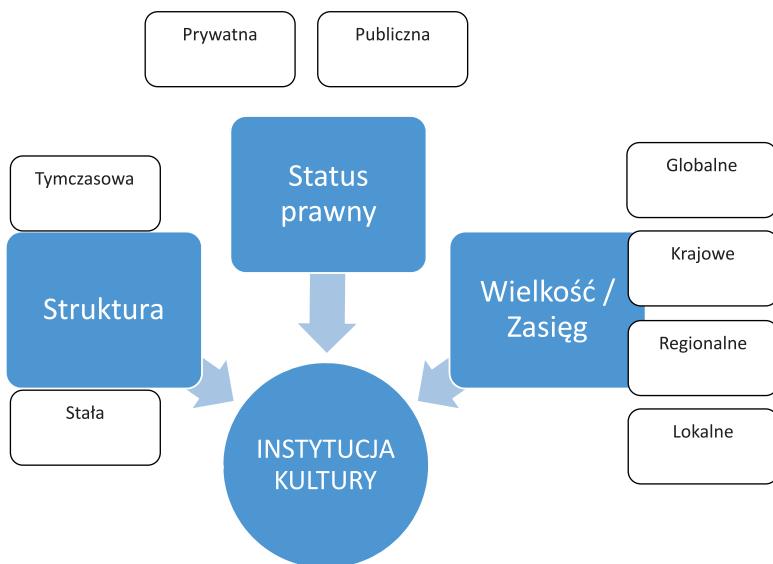 Prywatna
Publiczna
Status
prawny
Tymczasowa
Struktura
Stała
Globalne
Krajowe
Wielkość /
Zasięg
Regionalne
Lokalne
INSTYTUCJA
KULTURY